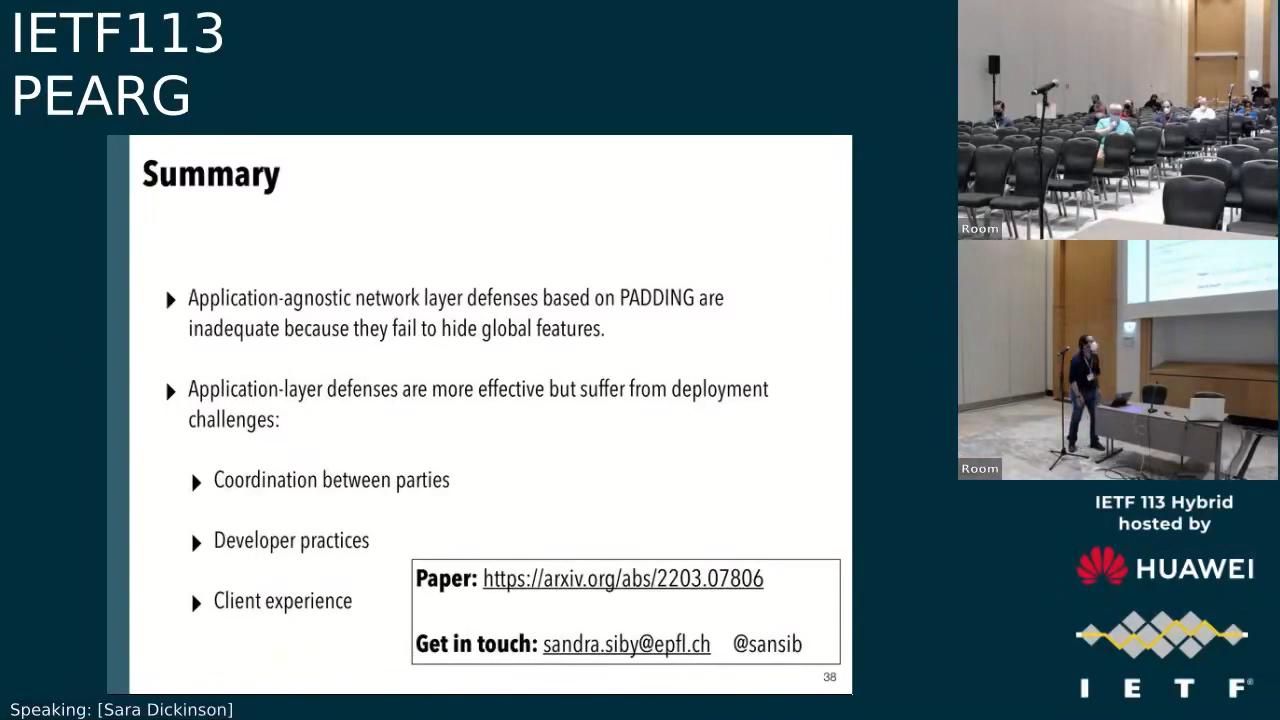 IETF113
PEARG
Summary
Application-agnostic network layer defenses based on PADDING are
inadequate because they fail to hide global features.
Application-layer defenses are more effective but suffer from deployment
challenges:
Coordination between parties
Developer practices
Client experience
Paper: https://arxiv.org/abs/2203.07806
Get in touch: sandra.siby@epfl.ch @sansib
38
Room
Room
IETF 113 Hybrid
hosted by
HUAWEI
I E T F®
Speaking: [Sara Dickinson]